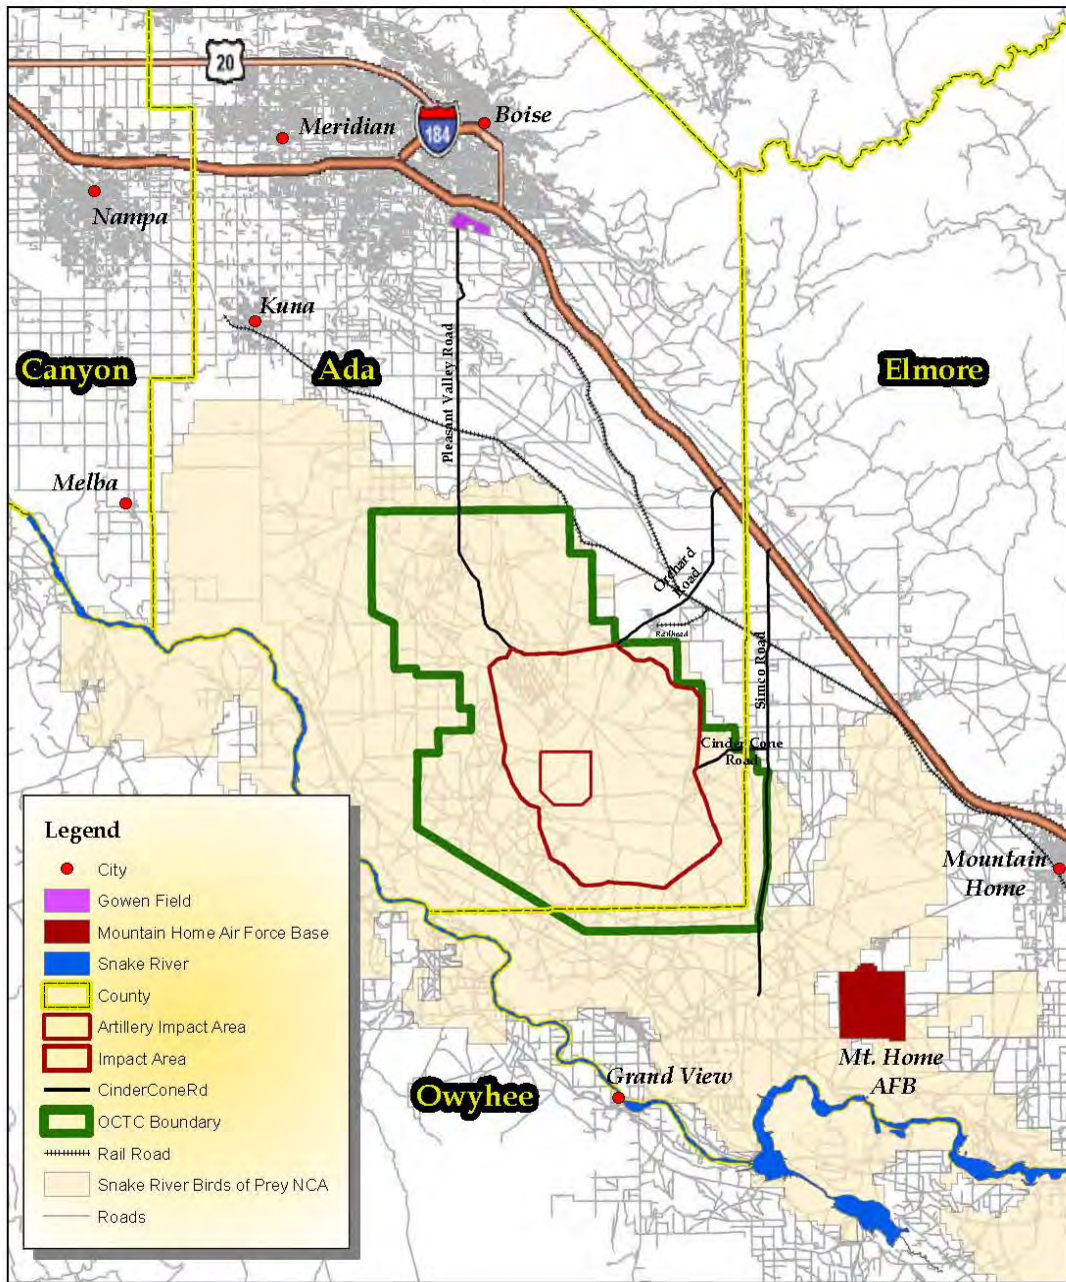 20
Boise
Meridian
184
Nampa
Kuna
Canyon
Ada
Elmore
Pleasant Valley Road
Melba
Orchard
Road
Railhead
Simco Road
Cinder Cone
Road
Mountain
Home
Mt. Home
AFB
Grand View
Owyhee
Legend
City
Gowen Field
Mountain Home Air Force Base
Snake River
County
Artillery Impact Area
Impact Area
CinderConeRd
OCTC Boundary
Rail Road
Snake River Birds of Prey NCA
Roads